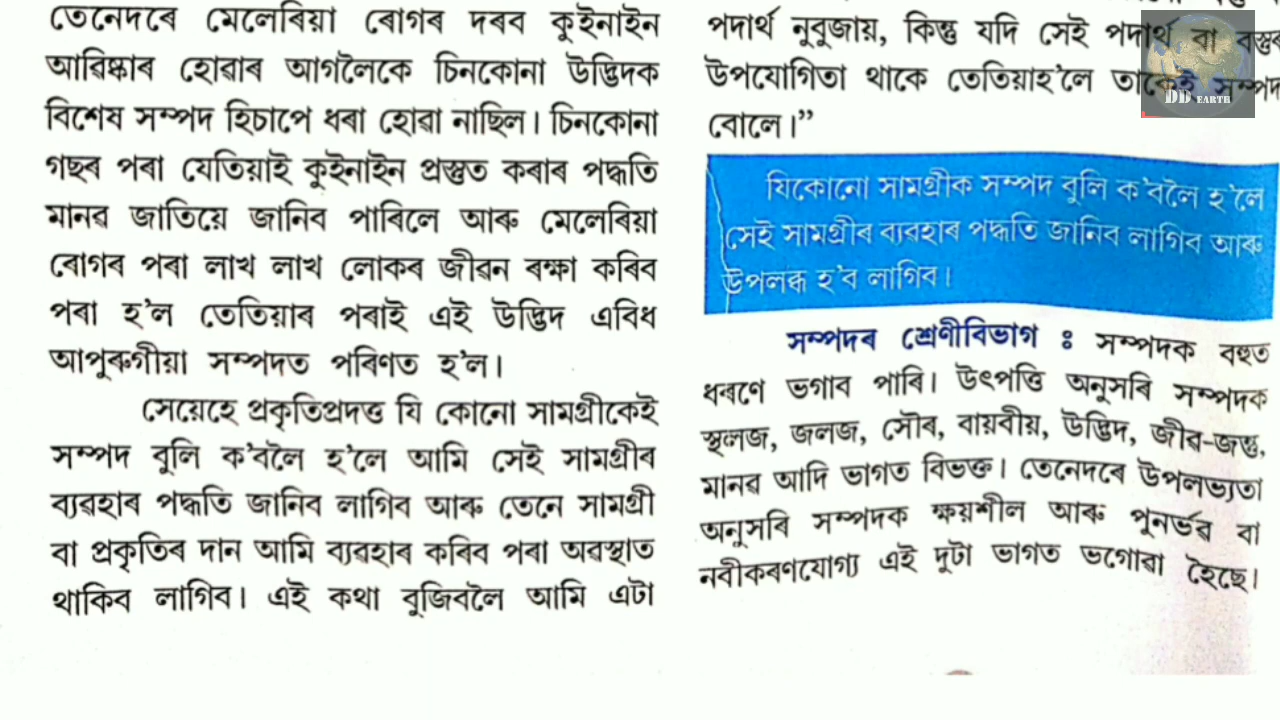 তেনেদৰে মেলেৰিয়া ৰোগৰ দৰব কুইনাইন
আৱিষ্কাৰ হোৱাৰ আগলৈকে চিনকোনা উদ্ভিদক
বিশেষ সম্পদ হিচাপে ধৰা হোৱা নাছিল। চিনকোনা
গছৰ পৰা যেতিয়াই কুইনাইন প্ৰস্তুত কৰাৰ পদ্ধতি
মানৱ জাতিয়ে জানিব পাৰিলে আৰু মেলেৰিয়া
ৰোগৰ পৰা লাখ লাখ লোকৰ জীৱন ৰক্ষা কৰিব
পৰা হ'ল তেতিয়াৰ পৰাই এই উদ্ভিদ এবিধ
আপুৰুগীয়া সম্পদত পৰিণত হ'ল।
সেয়েহে প্ৰকৃতিপ্ৰদত্ত যি কোনো সামগ্ৰীকেই
সম্পদ বুলি ক'বলৈ হ'লে আমি সেই সামগ্ৰীৰ
ব্যৱহাৰ পদ্ধতি জানিব লাগিব আৰু তেনে সামগ্ৰী
বা প্ৰকৃতিৰ দান আমি ব্যৱহাৰ কৰিব পৰা অৱস্থাত
থাকিব লাগিব। এই কথা বুজিবলৈ আমি এটা
পদাৰ্থ নুবুজায়, কিন্তু যদি সেই পদাৰ্থ বা বস্তুৰ
উপযোগিতা থাকে তেতিয়াহ'লে তাকেই সম্পদ
বোলে।”
DD EARTH
যিকোনো সামগ্ৰীক সম্পদ বুলি ক'বলৈ হ'লে
সেই সামগ্ৰীৰ ব্যৱহাৰ পদ্ধতি জানিব লাগিব আৰু
উপলব্ধ হ'ব লাগিব।
সম্পদৰ শ্ৰেণীবিভাগ ঃ সম্পদক বহুত
ধৰণে ভগাব পাৰি। উৎপত্তি অনুসৰি সম্পদক
স্থলজ, জলজ, সৌৰ, বায়বীয়, উদ্ভিদ, জীৱ-জন্তু,
মানৱ আদি ভাগত বিভক্ত। তেনেদৰে উপলভ্যতা
অনুসৰি সম্পদক ক্ষয়শীল আৰু পুনৰ্ভৱ বা
নবীকৰণযোগ্য এই দুটা ভাগত ভগোৱা হৈছে।